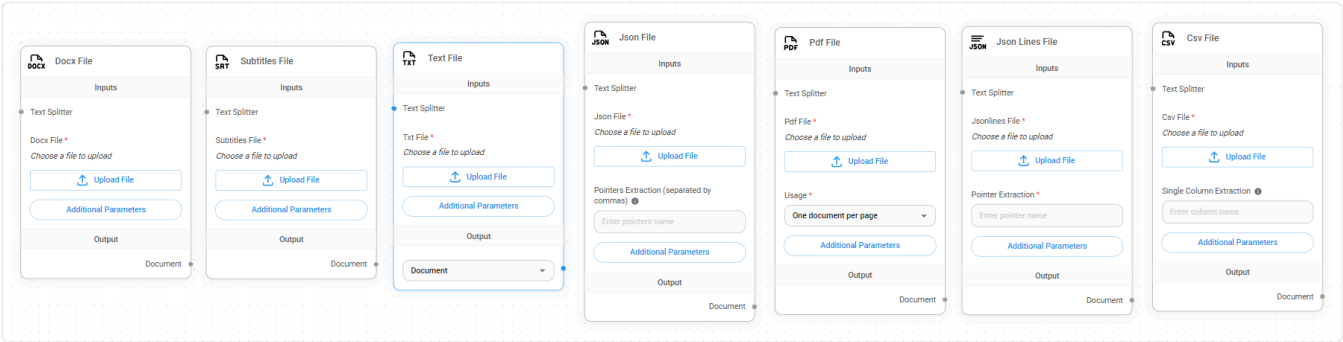 DOCX
Docx File
Inputs
Text Splitter
Docx File *
Choose a file to upload
Upload File
Additional Parameters
Output
Document
SRT
Subtitles File
Inputs
Text Splitter
Subtitles File *
Choose a file to upload
Upload File
Additional Parameters
Output
Document
TXT
Text File
Inputs
Text Splitter
Txt File *
Choose a file to upload
Upload File
Additional Parameters
Output
Document
JSON
Json File
Inputs
Text Splitter
Json File *
Choose a file to upload
Upload File
Pointers Extraction (separated by
commas)
Enter pointers name
Additional Parameters
Output
Document
PDF
Pdf File
Inputs
Text Splitter
Pdf File *
Choose a file to upload
Upload File
Usage *
One document per page
Additional Parameters
Output
Document
JSON
Json Lines File
Inputs
Text Splitter
Jsonlines File *
Choose a file to upload
Upload File
Pointer Extraction *
Enter pointer name
Additional Parameters
Output
Document
CSV
Csv File
Inputs
Text Splitter
Csv File *
Choose a file to upload
Upload File
Single Column Extraction
Enter column name
Additional Parameters
Output
Document